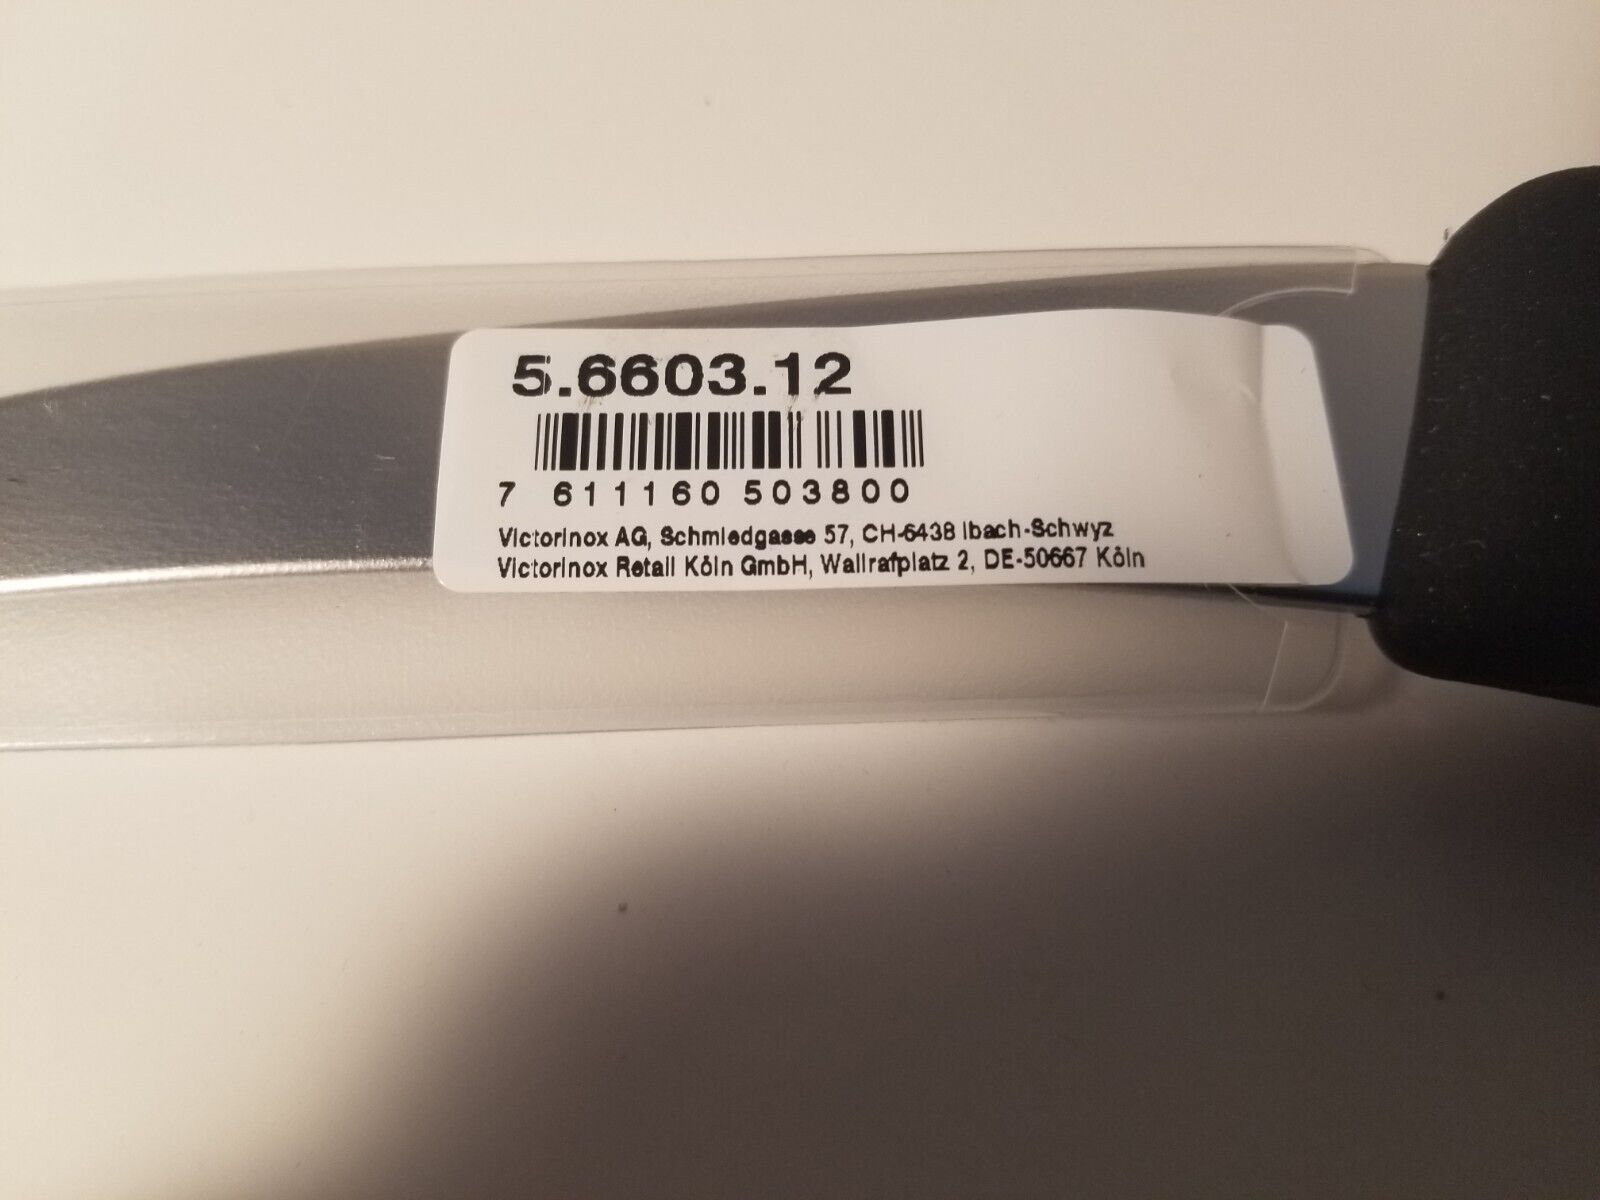 5.6603.12
7 611160 503800
Victorinox AG, Schmiedgasse 57, CH-6438 Ibach-Schwyz
Victorinox Retail Köln GmbH, Wallrafplatz 2, DE-50667 Köln